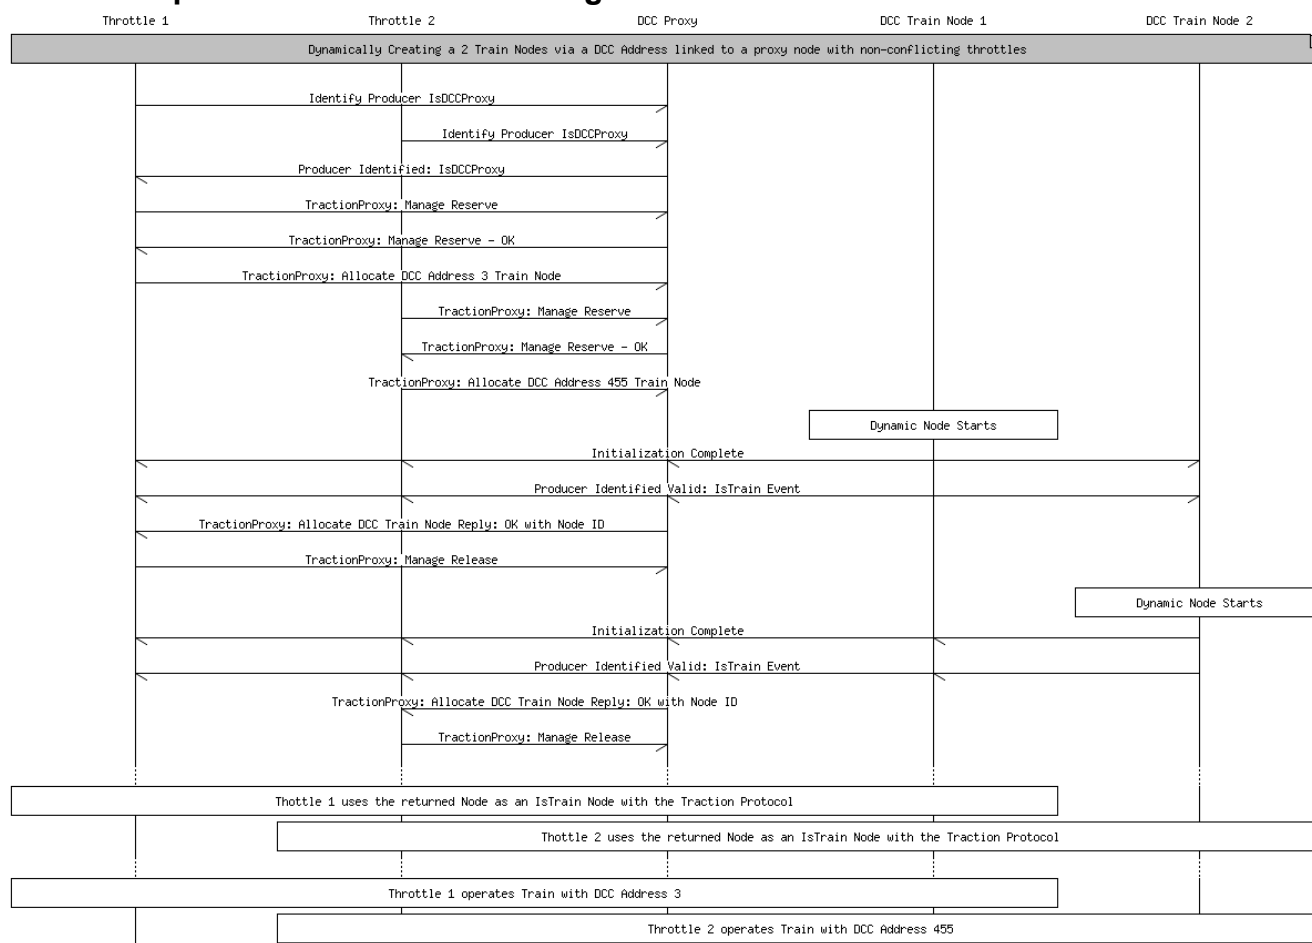 Throttle 1 Throttle 2 DCC Proxy DCC Train Node 1 DCC Train Node 2
Dynamically Creating a 2 Train Nodes via a DCC Address linked to a proxy node with non-conflicting throttles
Identify Producer IsDCCProxy
Identify Producer IsDCCProxy
Producer Identified: IsDCCProxy
TractionProxy: Manage Reserve
TractionProxy: Manage Reserve - OK
TractionProxy: Allocate DCC Address 3 Train Node
TractionProxy: Manage Reserve
TractionProxy: Manage Reserve - OK
TractionProxy: Allocate DCC Address 455 Train Node
Dynamic Node Starts
Initialization Complete
Producer Identified Valid: IsTrain Event
TractionProxy: Allocate DCC Train Node Reply: OK with Node ID
TractionProxy: Manage Release
Dynamic Node Starts
Initialization Complete
Producer Identified Valid: IsTrain Event
TractionProxy: Allocate DCC Train Node Reply: OK with Node ID
TractionProxy: Manage Release
Thottle 1 uses the returned Node as an IsTrain Node with the Traction Protocol
Thottle 2 uses the returned Node as an IsTrain Node with the Traction Protocol
Throttle 1 operates Train with DCC Address 3
Throttle 2 operates Train with DCC Address 455